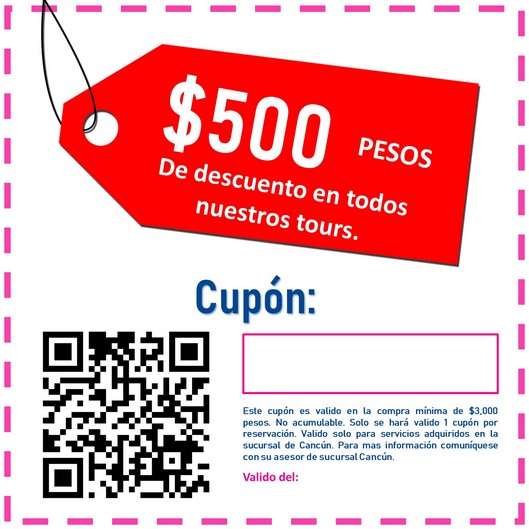 $500 PESOS
De descuento en todos
nuestros tours.
Cupón:
Este cupón es valido en la compra mínima de $3,000
pesos. No acumulable. Solo se hará valido 1 cupón por
reservación. Valido solo para servicios adquiridos en la
sucursal de Cancún. Para mas información comuníquese
con su asesor de sucursal Cancún.
Valido del: